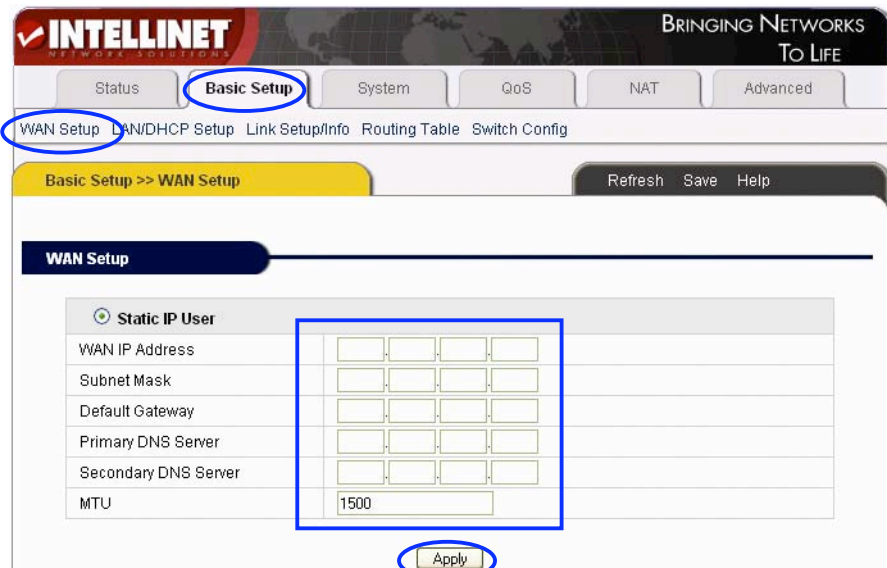 INTELLINET
NETWORK SOLUTIONS
BRINGING NETWORKS
TO LIFE
Status Basic Setup System QoS NAT Advanced
WAN Setup LAN/DHCP Setup Link Setup/Info Routing Table Switch Config
Basic Setup >> WAN Setup
Refresh Save Help
WAN Setup
Static IP User
WAN IP Address . . .
Subnet Mask . . .
Default Gateway . . .
Primary DNS Server . . .
Secondary DNS Server . . .
MTU 1500
Apply